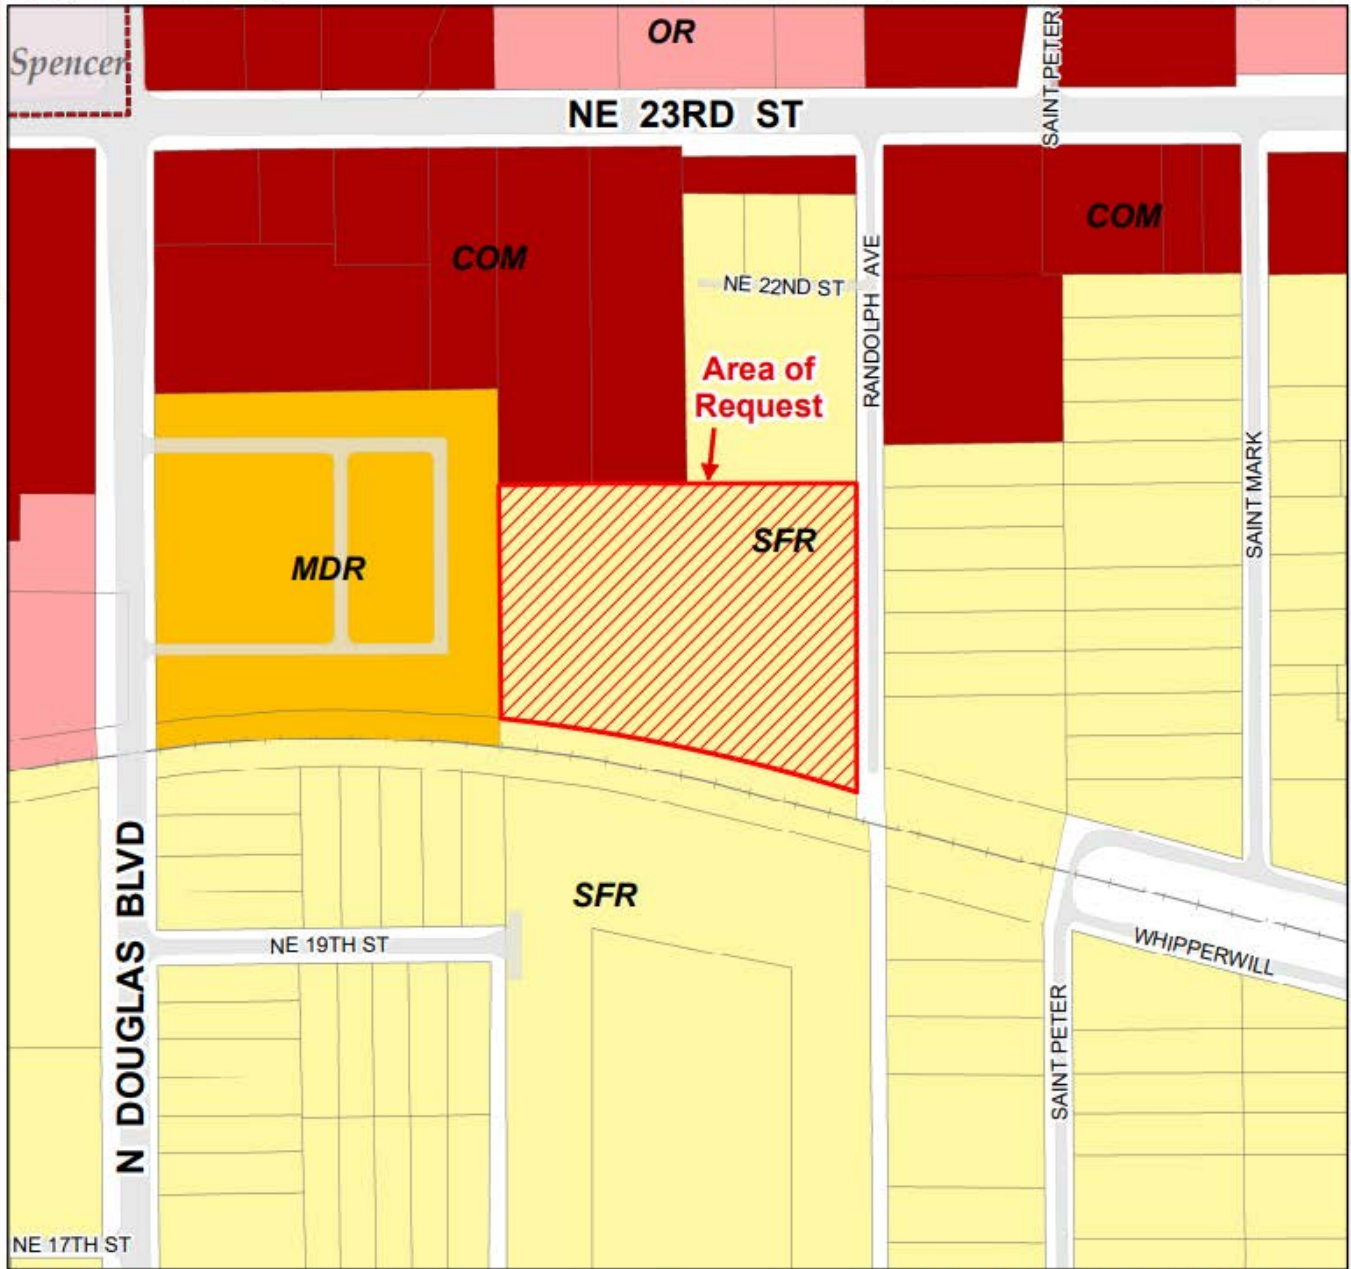 OR
Spencer
SAINT PETER
NE 23RD ST
COM
COM
RANDOLPH AVE
NE 22ND ST
Area of
Request
SAINT MARK
SFR
MDR
N DOUGLAS BLVD
SFR
NE 19TH ST
WHIPPERWILL
SAINT PETER
NE 17TH ST